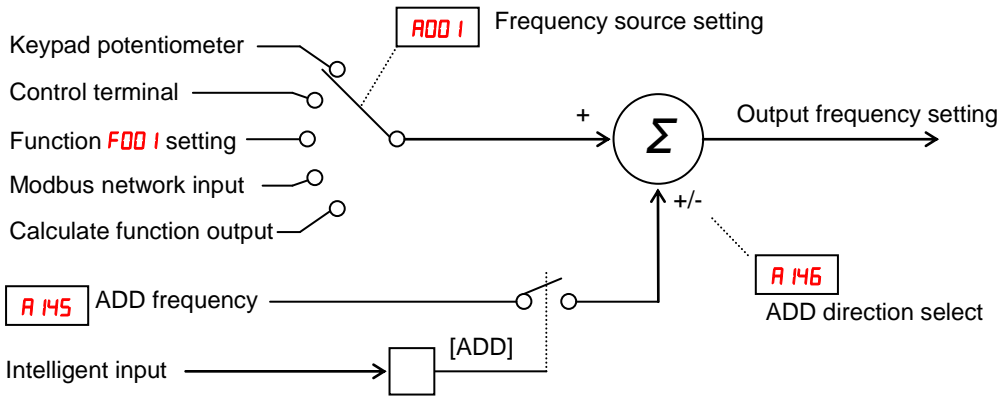 A001 Frequency source setting
Keypad potentiometer
Control terminal
Function F001 setting
Modbus network input
Calculate function output
+
Σ
Output frequency setting
+/-
A145 ADD frequency
A146
ADD direction select
[ADD]
Intelligent input